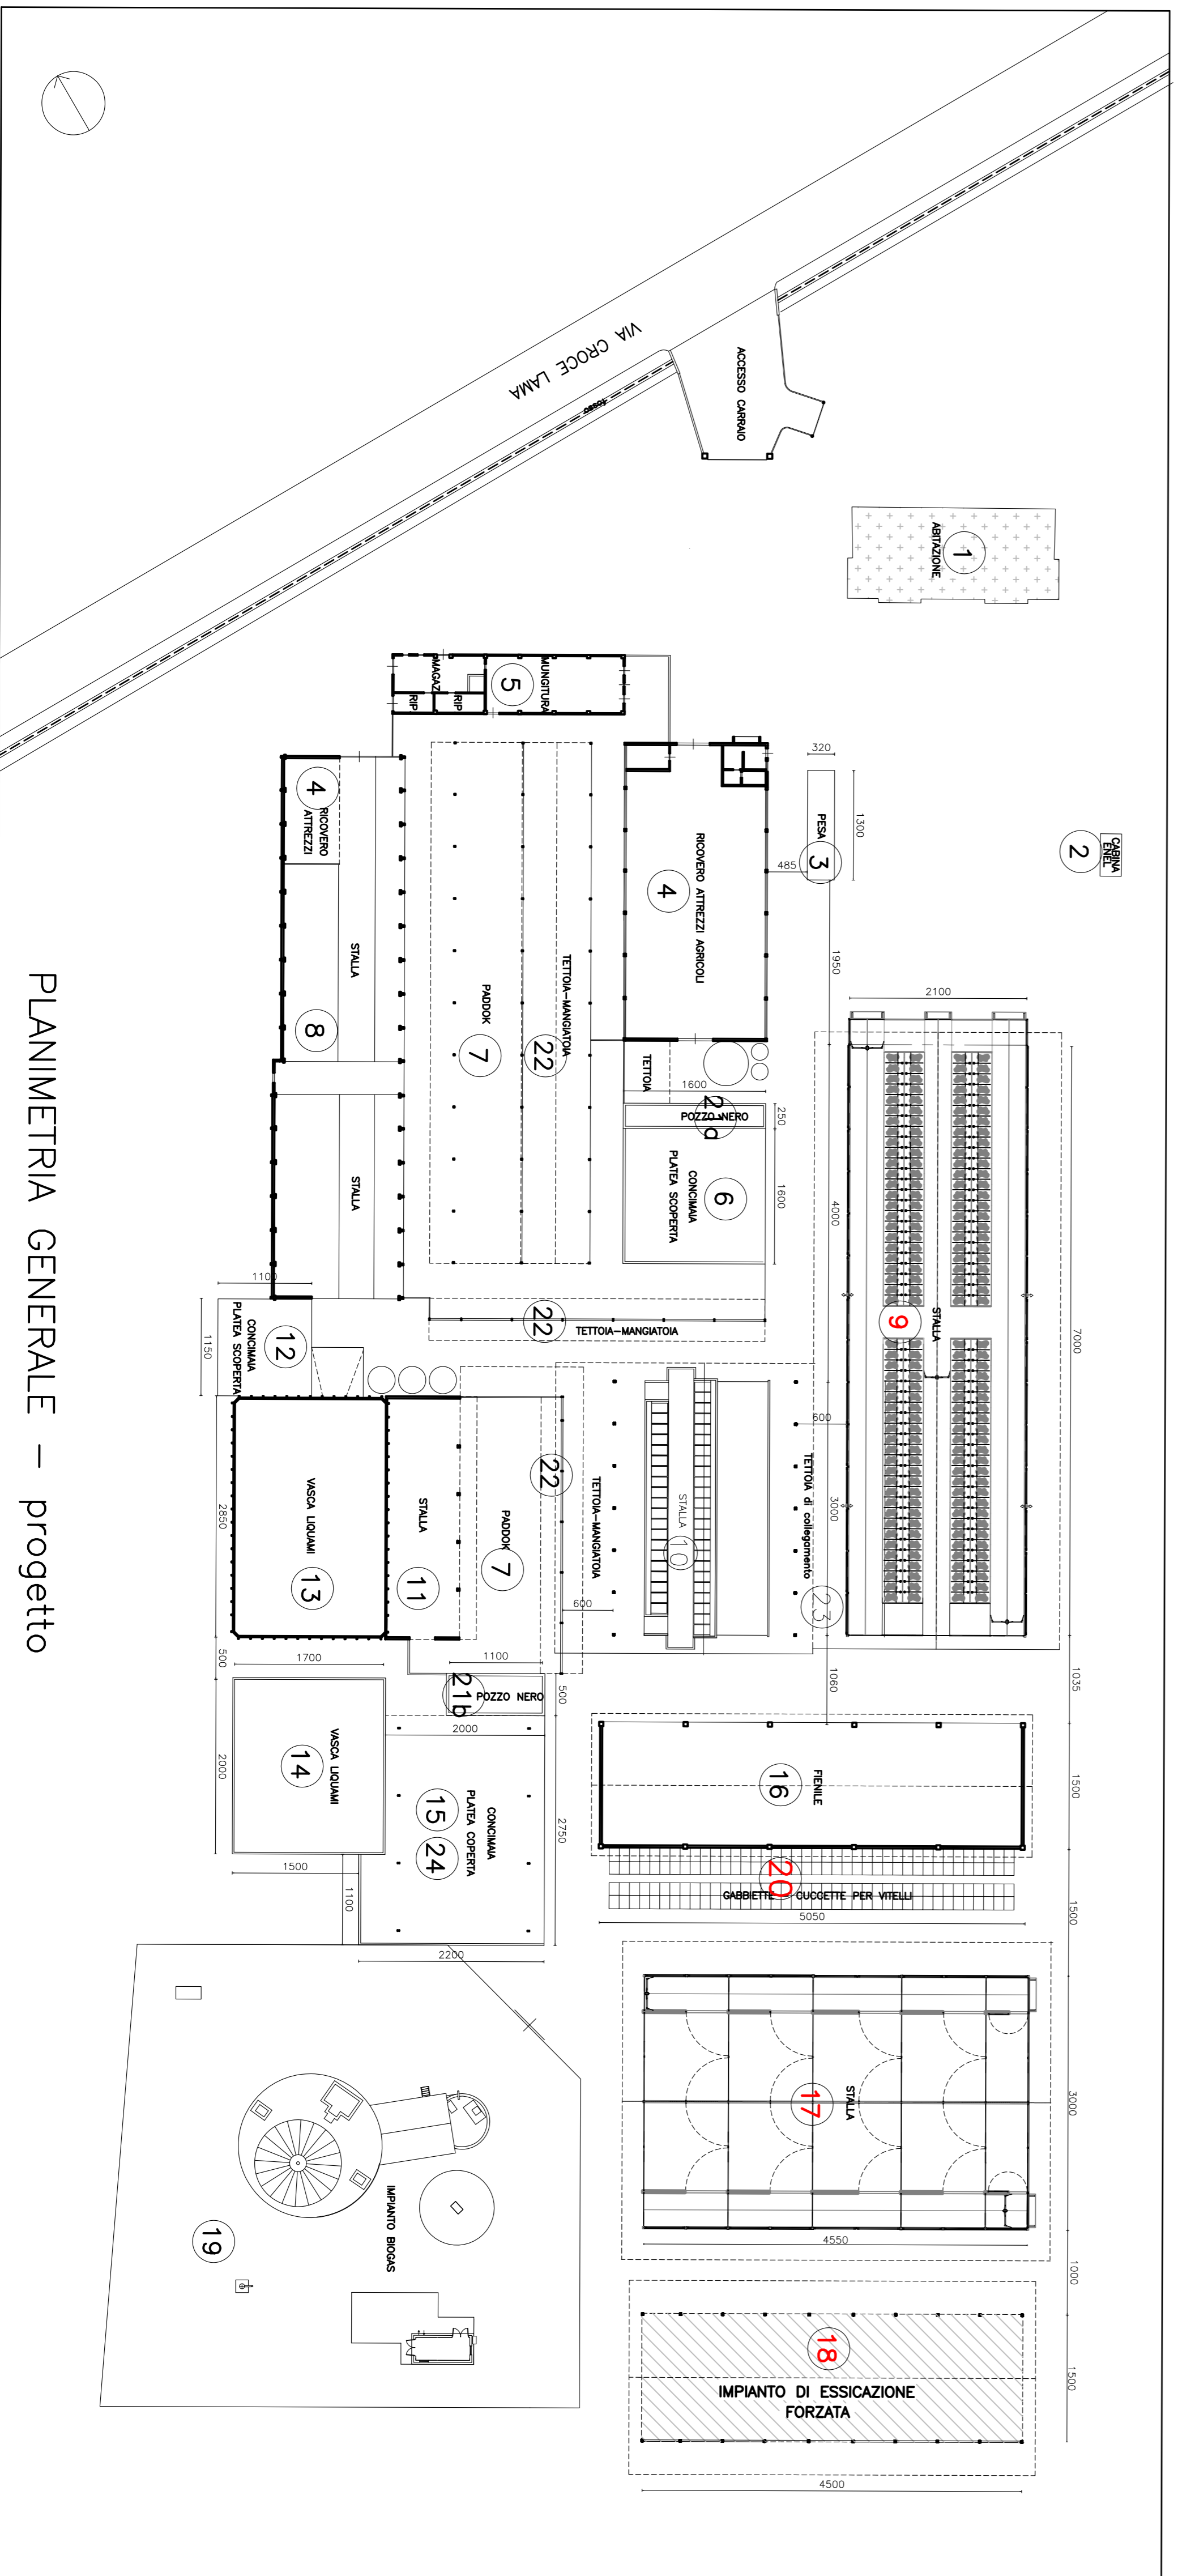 PLANIMETRIA GENERALE – progetto
VIA CROCE LAMA
fosso
ACCESSO CARRAIO
1
ABITAZIONE
2
CABINA
ENEL
320
1300
PESA
3
485
1950
MAGAZ
RIP
RIP
5
MUNGITURA
4
RICOVERO
ATTREZZI
STALLA
8
STALLA
PADDOK
7
TETTOIA-MANGIATOIA
22
RICOVERO ATTREZZI AGRICOLI
4
TETTOIA
1600
21a
POZZO NERO
250
6
CONCIMAIA
PLATEA SCOPERTA
1600
22
TETTOIA-MANGIATOIA
2100
4000
STALLA
9
7000
600
TETTOIA di collegamento
3000
23
1060
1035
1100
1150
12
CONCIMAIA
PLATEA SCOPERTA
2850
VASCA LIQUAMI
13
STALLA
11
PADDOK
7
22
TETTOIA-MANGIATOIA
600
STALLA
10
500
1700
1100
21b
POZZO NERO
500
2000
VASCA LIQUAMI
14
2000
CONCIMAIA
PLATEA COPERTA
15
24
2750
1500
1100
2200
FIENILE
16
1500
20
GABBIETTE
CUCCETTE PER VITELLI
5050
1500
STALLA
17
3000
4550
1000
IMPIANTO BIOGAS
19
18
IMPIANTO DI ESSICAZIONE
FORZATA
1500
4500